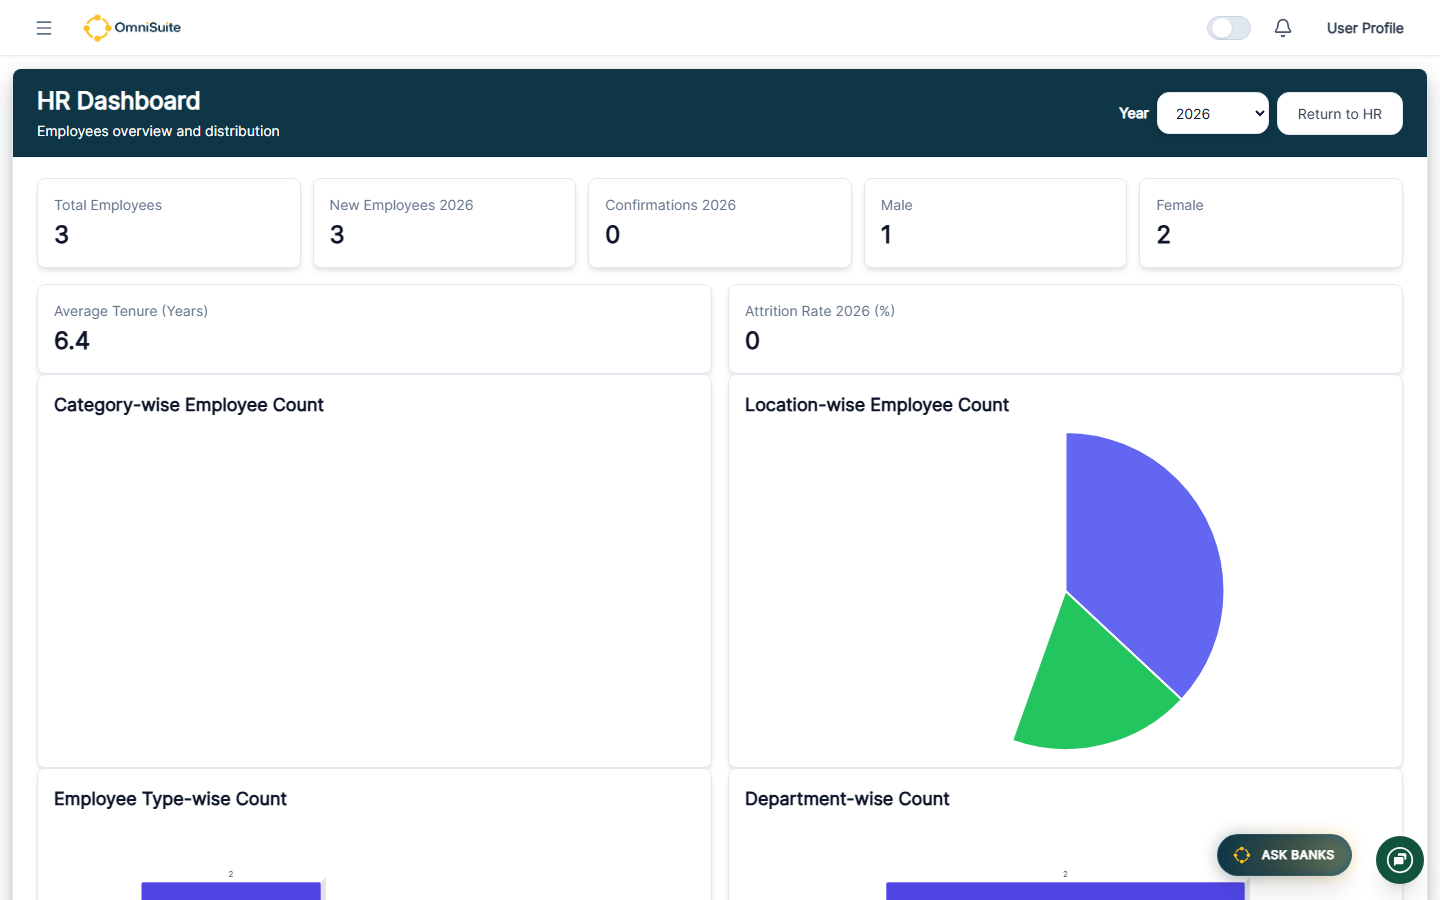 OmniSuite
User Profile
HR Dashboard
Employees overview and distribution
Year
2026
Return to HR
Total Employees
3
New Employees 2026
3
Confirmations 2026
0
Male
1
Female
2
Average Tenure (Years)
6.4
Attrition Rate 2026 (%)
0
Category-wise Employee Count
Location-wise Employee Count
Employee Type-wise Count
2
Department-wise Count
2
ASK BANKS